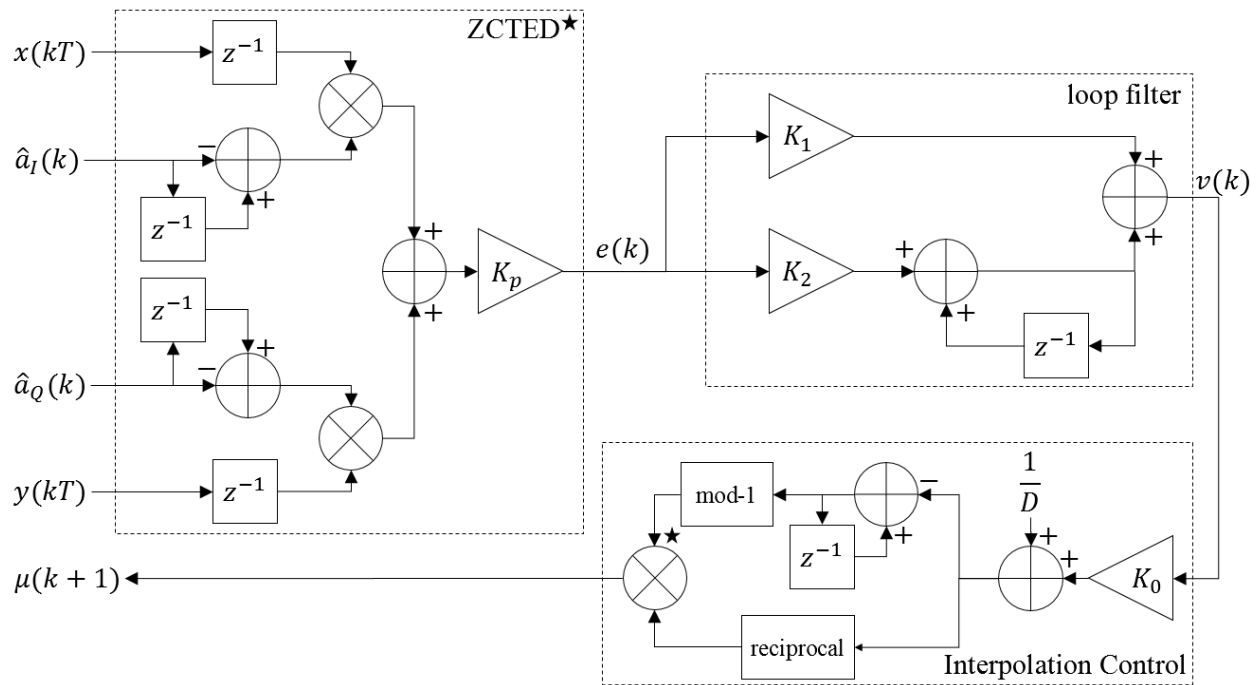 ZCTED★
x(kT)
z⁻¹
â_I(k)
−
+
z⁻¹
z⁻¹
+
−
â_Q(k)
y(kT)
z⁻¹
+
+
K_p
e(k)
loop filter
K_1
K_2
+
+
z⁻¹
+
+
v(k)
1/D
+
+
K_0
−
+
z⁻¹
mod-1
★
reciprocal
μ(k + 1)
Interpolation Control